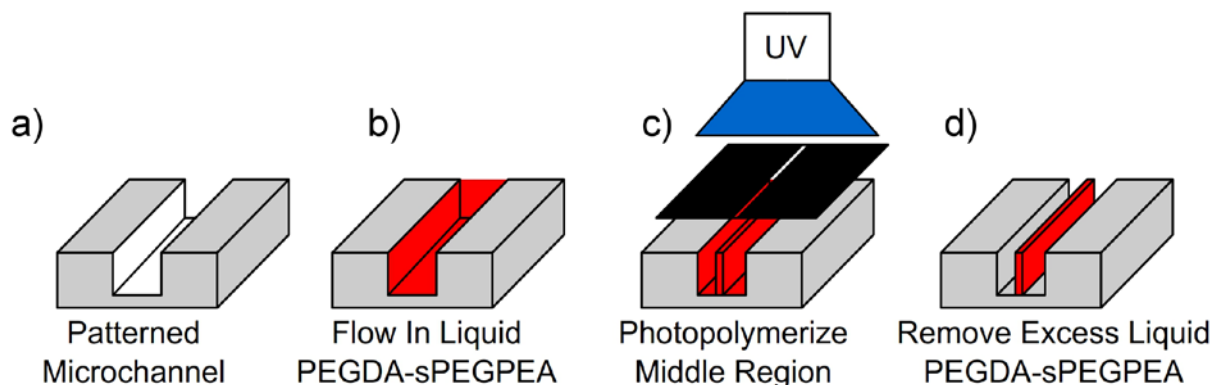 UV
a)
b)
c)
d)
Patterned
Microchannel
Flow In Liquid
PEGDA-sPEGPEA
Photopolymerize
Middle Region
Remove Excess Liquid
PEGDA-sPEGPEA